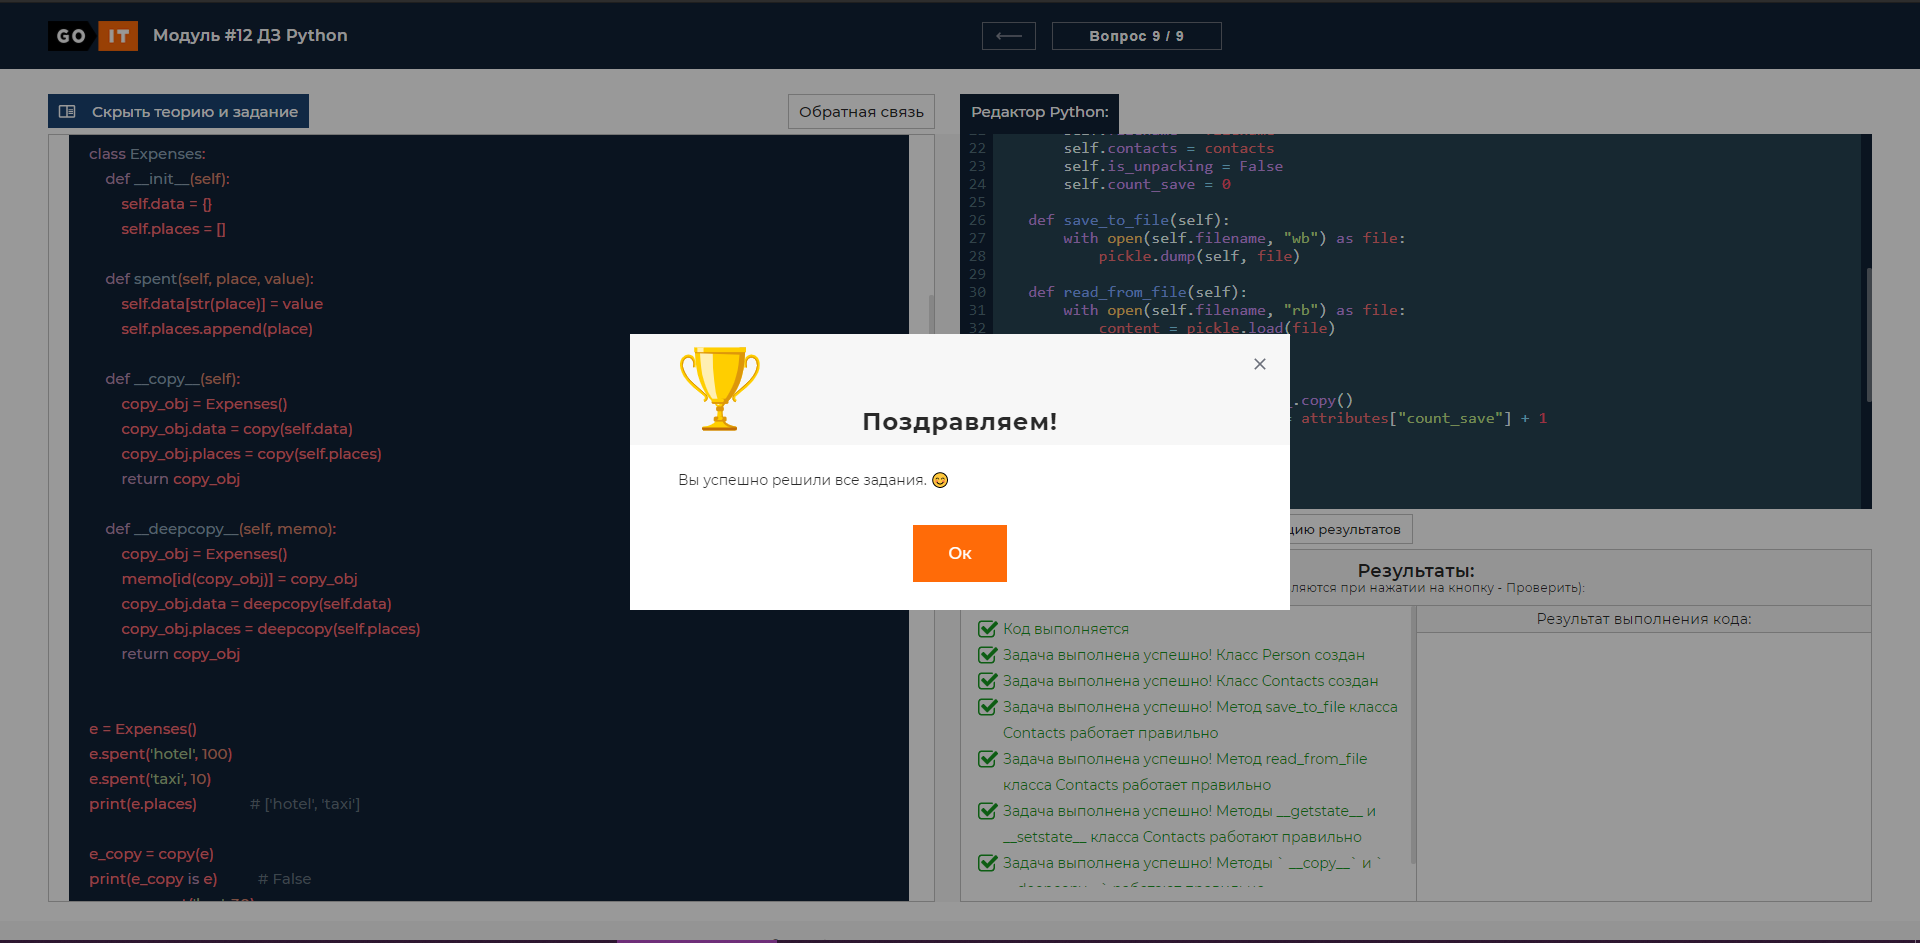 GO IT Модуль #12 ДЗ Python
Вопрос 9 / 9
Скрыть теорию и задание
Обратная связь
class Expenses:
def __init__(self):
self.data = {}
self.places = []
def spent(self, place, value):
self.data[str(place)] = value
self.places.append(place)
def __copy__(self):
copy_obj = Expenses()
copy_obj.data = copy(self.data)
copy_obj.places = copy(self.places)
return copy_obj
def __deepcopy__(self, memo):
copy_obj = Expenses()
memo[id(copy_obj)] = copy_obj
copy_obj.data = deepcopy(self.data)
copy_obj.places = deepcopy(self.places)
return copy_obj
e = Expenses()
e.spent('hotel', 100)
e.spent('taxi', 10)
print(e.places) # ['hotel', 'taxi']
e_copy = copy(e)
print(e_copy is e) # False
Редактор Python:
22 self.contacts = contacts
23 self.is_unpacking = False
24 self.count_save = 0
25
26 def save_to_file(self):
27 with open(self.filename, "wb") as file:
28 pickle.dump(self, file)
29
30 def read_from_file(self):
31 with open(self.filename, "rb") as file:
32 content = pickle.load(file)
_.copy()
= attributes["count_save"] + 1
Поздравляем!
Вы успешно решили все задания. 😊
Ок
цию результатов
Результаты:
ляются при нажатии на кнопку - Проверить):
Код выполняется
Задача выполнена успешно! Класс Person создан
Задача выполнена успешно! Класс Contacts создан
Задача выполнена успешно! Метод save_to_file класса
Contacts работает правильно
Задача выполнена успешно! Метод read_from_file
класса Contacts работает правильно
Задача выполнена успешно! Методы __getstate__ и
__setstate__ класса Contacts работают правильно
Задача выполнена успешно! Методы ` __copy__` и `
Результат выполнения кода: